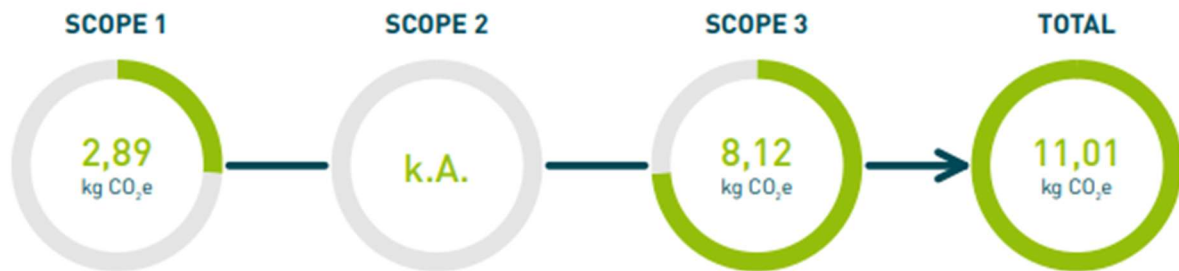 SCOPE 1
2,89
kg CO₂e
SCOPE 2
k.A.
SCOPE 3
8,12
kg CO₂e
TOTAL
11,01
kg CO₂e